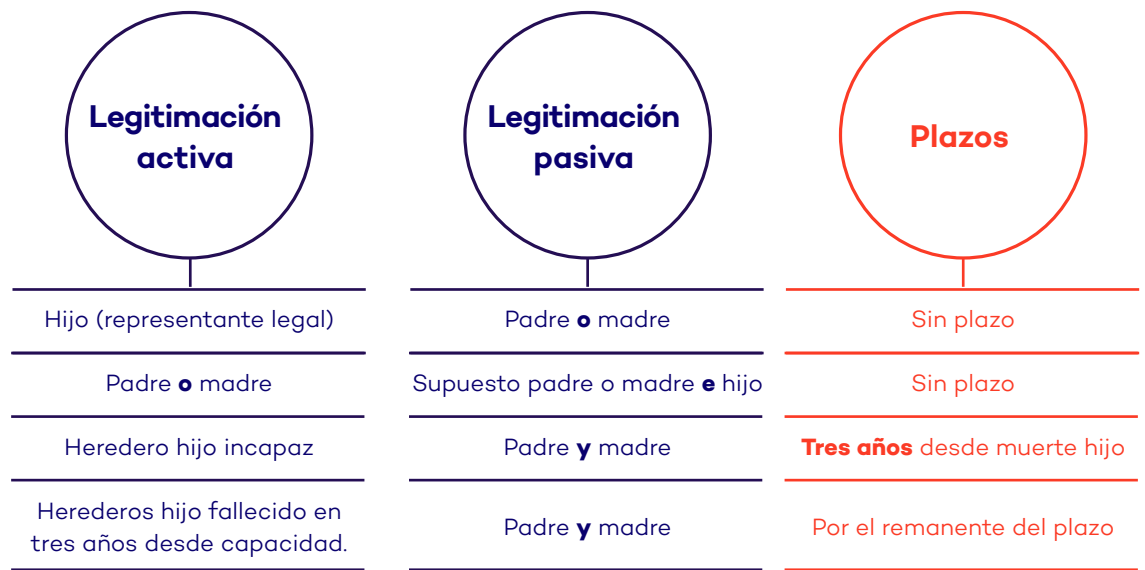 Legitimación
activa
Legitimación
pasiva
Plazos
Hijo (representante legal)
Padre o madre
Sin plazo
Padre o madre
Supuesto padre o madre e hijo
Sin plazo
Heredero hijo incapaz
Padre y madre
Tres años desde muerte hijo
Herederos hijo fallecido en
tres años desde capacidad.
Padre y madre
Por el remanente del plazo